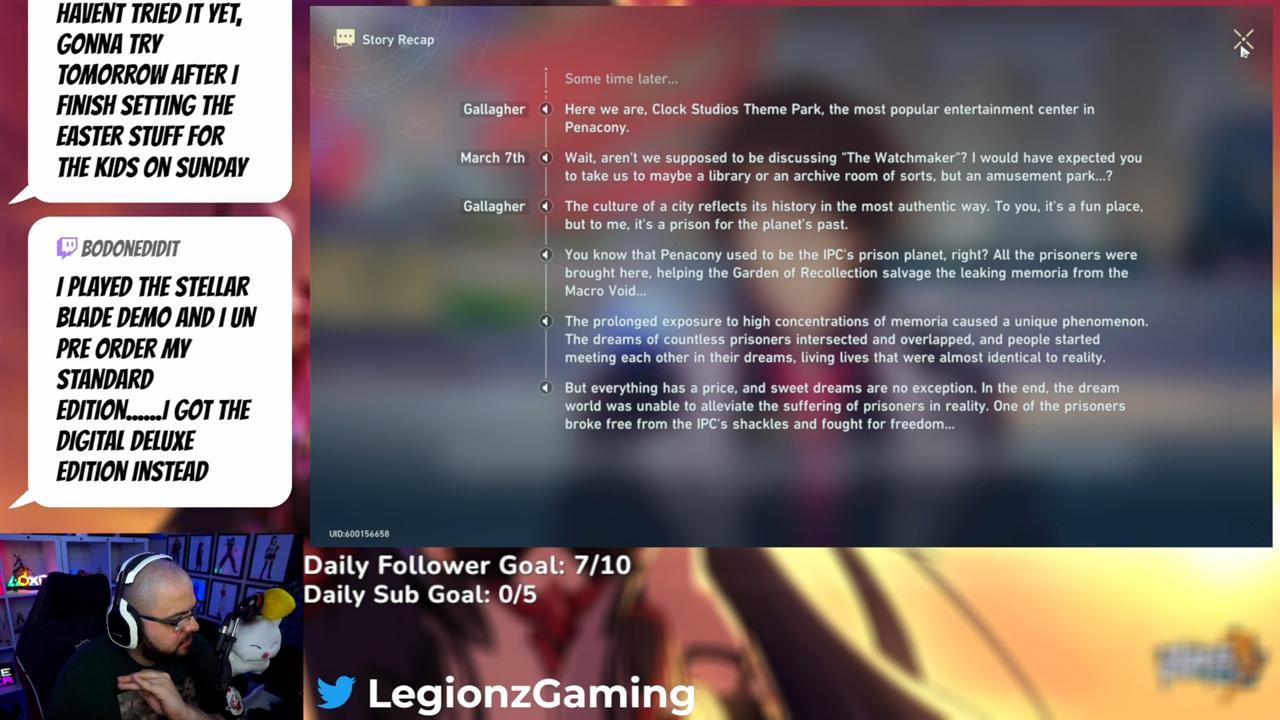 HAVENT TRIED IT YET,
GONNA TRY
TOMORROW AFTER I
FINISH SETTING THE
EASTER STUFF FOR
THE KIDS ON SUNDAY
BODONEDIDIT
I PLAYED THE STELLAR
BLADE DEMO AND I UN
PRE ORDER MY
STANDARD
EDITION......I GOT THE
DIGITAL DELUXE
EDITION INSTEAD
Story Recap
Some time later...
Gallagher
Here we are, Clock Studios Theme Park, the most popular entertainment center in
Penacony.
March 7th
Wait, aren't we supposed to be discussing "The Watchmaker"? I would have expected you
to take us to maybe a library or an archive room of sorts, but an amusement park...?
Gallagher
The culture of a city reflects its history in the most authentic way. To you, it's a fun place,
but to me, it's a prison for the planet's past.
You know that Penacony used to be the IPC's prison planet, right? All the prisoners were
brought here, helping the Garden of Recollection salvage the leaking memoria from the
Macro Void...
The prolonged exposure to high concentrations of memoria caused a unique phenomenon.
The dreams of countless prisoners intersected and overlapped, and people started
meeting each other in their dreams, living lives that were almost identical to reality.
But everything has a price, and sweet dreams are no exception. In the end, the dream
world was unable to alleviate the suffering of prisoners in reality. One of the prisoners
broke free from the IPC's shackles and fought for freedom...
UID:600156658
Daily Follower Goal: 7/10
Daily Sub Goal: 0/5
LegionzGaming